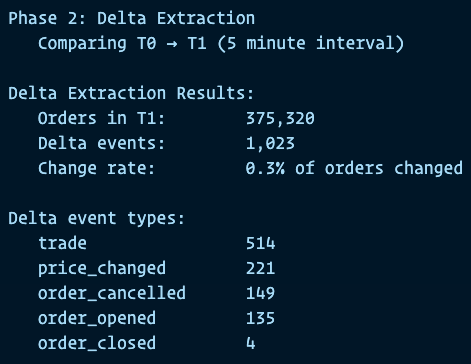 Phase 2: Delta Extraction
Comparing T0 → T1 (5 minute interval)
Delta Extraction Results:
Orders in T1: 375,320
Delta events: 1,023
Change rate: 0.3% of orders changed
Delta event types:
trade 514
price_changed 221
order_cancelled 149
order_opened 135
order_closed 4